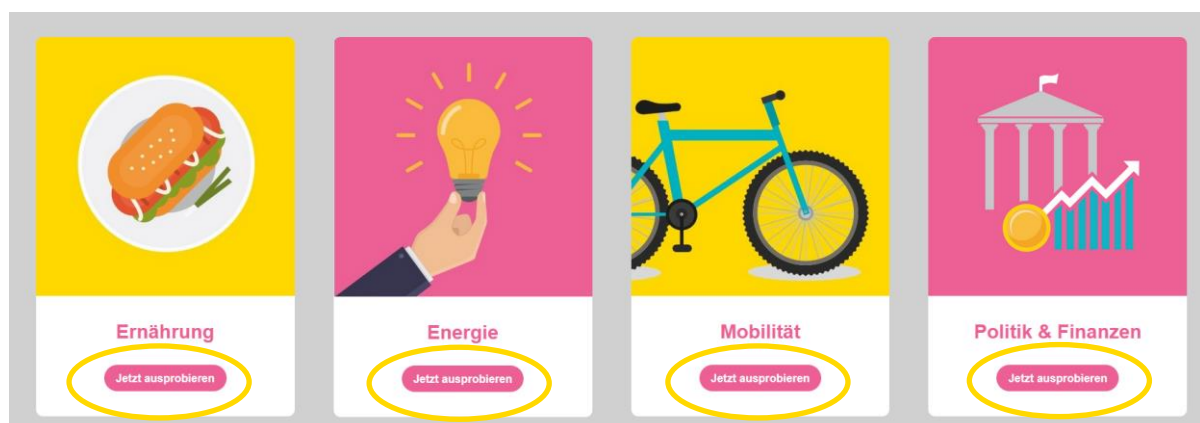 Ernährung
Jetzt ausprobieren
Energie
Jetzt ausprobieren
Mobilität
Jetzt ausprobieren
Politik & Finanzen
Jetzt ausprobieren